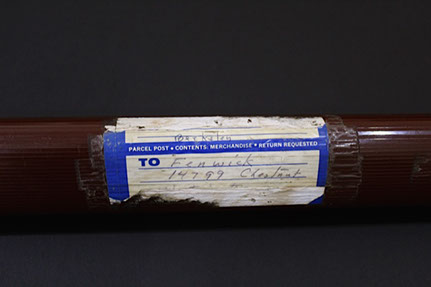 PARCEL POST • CONTENTS: MERCHANDISE • RETURN REQUESTED
TO Fenwick
14799 Chestnut